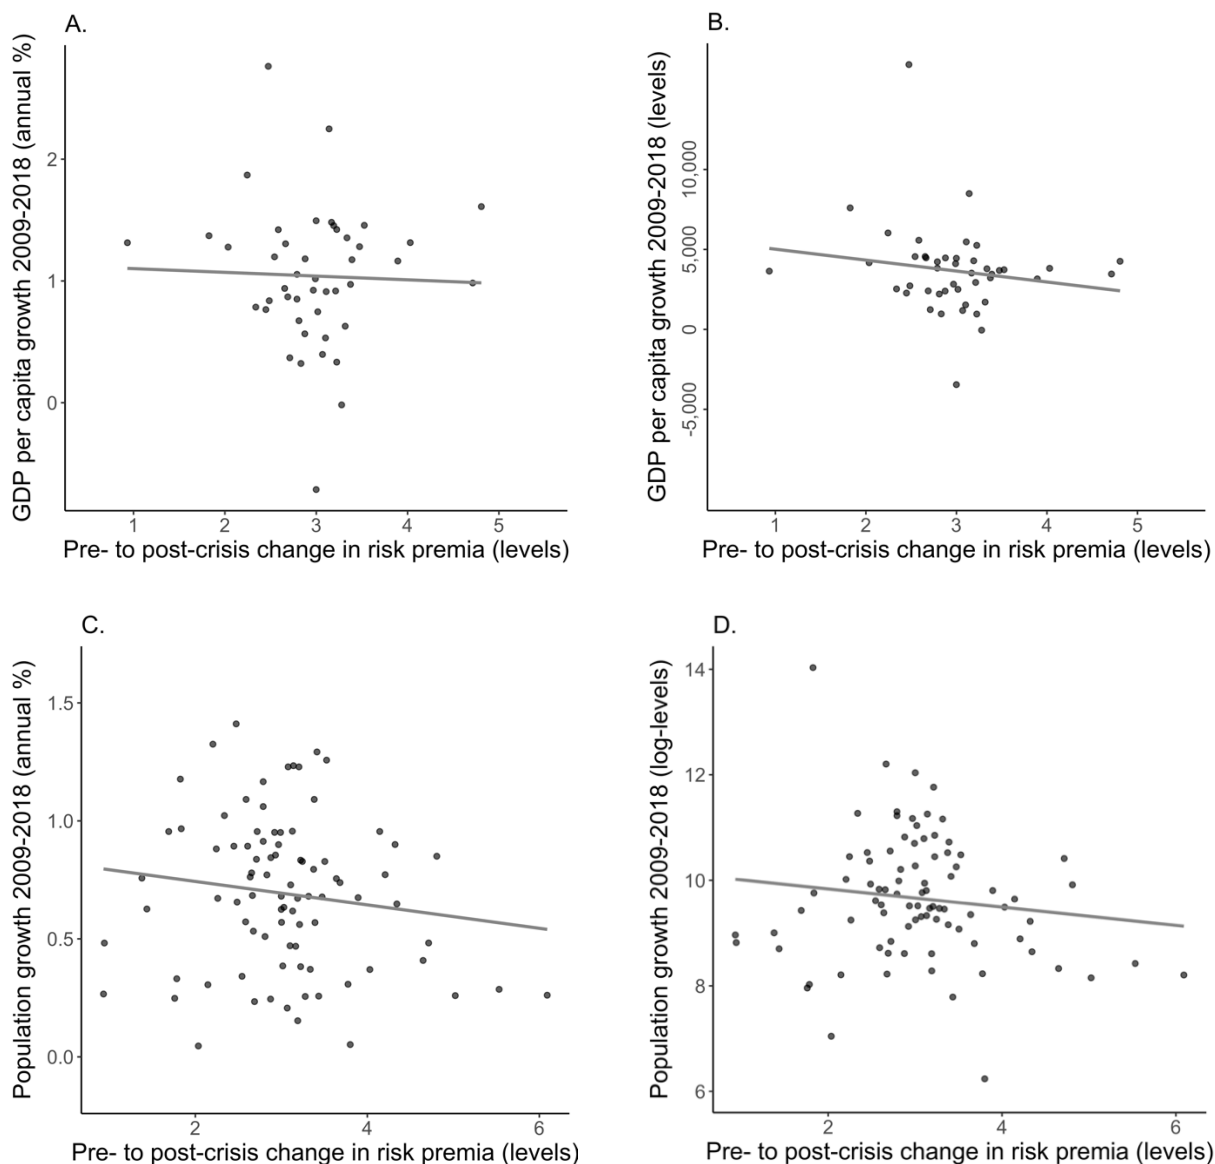 A.
GDP per capita growth 2009-2018 (annual %)
2
1
0
1 2 3 4 5
Pre- to post-crisis change in risk premia (levels)
B.
GDP per capita growth 2009-2018 (levels)
10,000
5,000
0
-5,000
1 2 3 4 5
Pre- to post-crisis change in risk premia (levels)
C.
Population growth 2009-2018 (annual %)
1.5
1.0
0.5
0.0
2 4 6
Pre- to post-crisis change in risk premia (levels)
D.
Population growth 2009-2018 (log-levels)
14
12
10
8
6
2 4 6
Pre- to post-crisis change in risk premia (levels)